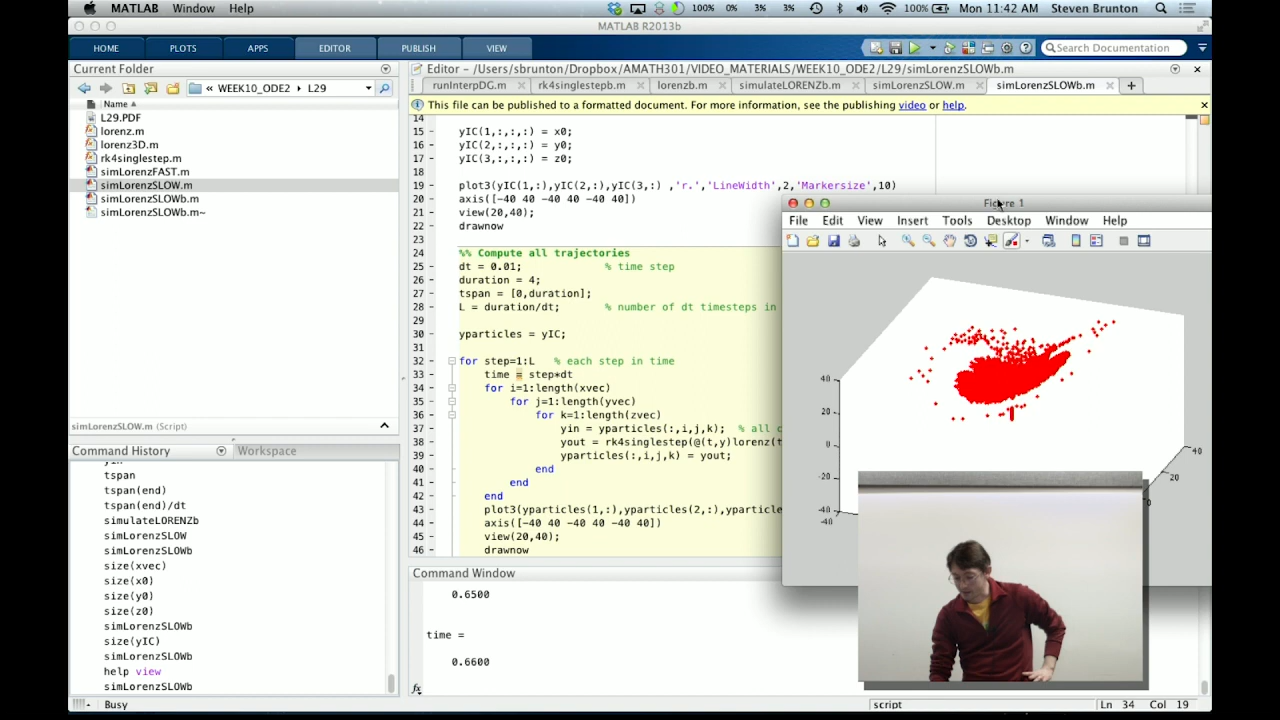 MATLAB Window Help 100% 0% 3% 3% 100% Mon 11:42 AM Steven Brunton
MATLAB R2013b
HOME PLOTS APPS EDITOR PUBLISH VIEW Search Documentation
Current Folder
WEEK10_ODE2 L29
Name
L29.PDF
lorenz.m
lorenz3D.m
rk4singlestep.m
simLorenzFAST.m
simLorenzSLOW.m
simLorenzSLOWb.m
simLorenzSLOWb.m~
simLorenzSLOW.m (Script)
Command History Workspace
yin
tspan
tspan(end)
tspan(end)/dt
simulateLORENZb
simLorenzSLOW
simLorenzSLOWb
size(xvec)
size(x0)
size(y0)
size(z0)
simLorenzSLOWb
size(yIC)
simLorenzSLOWb
help view
simLorenzSLOWb
Busy
Editor – /Users/sbrunton/Dropbox/AMATH301/VIDEO_MATERIALS/WEEK10_ODE2/L29/simLorenzSLOWb.m
runInterpDG.m rk4singlestepb.m lorenzb.m simulateLORENZb.m simLorenzSLOW.m simLorenzSLOWb.m
This file can be published to a formatted document. For more information, see the publishing video or help.
14
15 yIC(1,:,:,:) = x0;
16 yIC(2,:,:,:) = y0;
17 yIC(3,:,:,:) = z0;
18
19 plot3(yIC(1,:),yIC(2,:),yIC(3,:) ,'r.','LineWidth',2,'Markersize',10)
20 axis([-40 40 -40 40 -40 40])
21 view(20,40);
22 drawnow
23
24 %% Compute all trajectories
25 dt = 0.01; % time step
26 duration = 4;
27 tspan = [0,duration];
28 L = duration/dt; % number of dt timesteps in
29
30 yparticles = yIC;
31
32 for step=1:L % each step in time
33 time = step*dt
34 for i=1:length(xvec)
35 for j=1:length(yvec)
36 for k=1:length(zvec)
37 yin = yparticles(:,i,j,k); % all
38 yout = rk4singlestep(@(t,y)lorenz(t
39 yparticles(:,i,j,k) = yout;
40 end
41 end
42 end
43 plot3(yparticles(1,:),yparticles(2,:),yparticle
44 axis([-40 40 -40 40 -40 40])
45 view(20,40);
46 drawnow
Command Window
0.6500
time =
0.6600
fx
script Ln 34 Col 19
Figure 1
File Edit View Insert Tools Desktop Window Help
40
20
0
-20
-40
-40
40
20
0